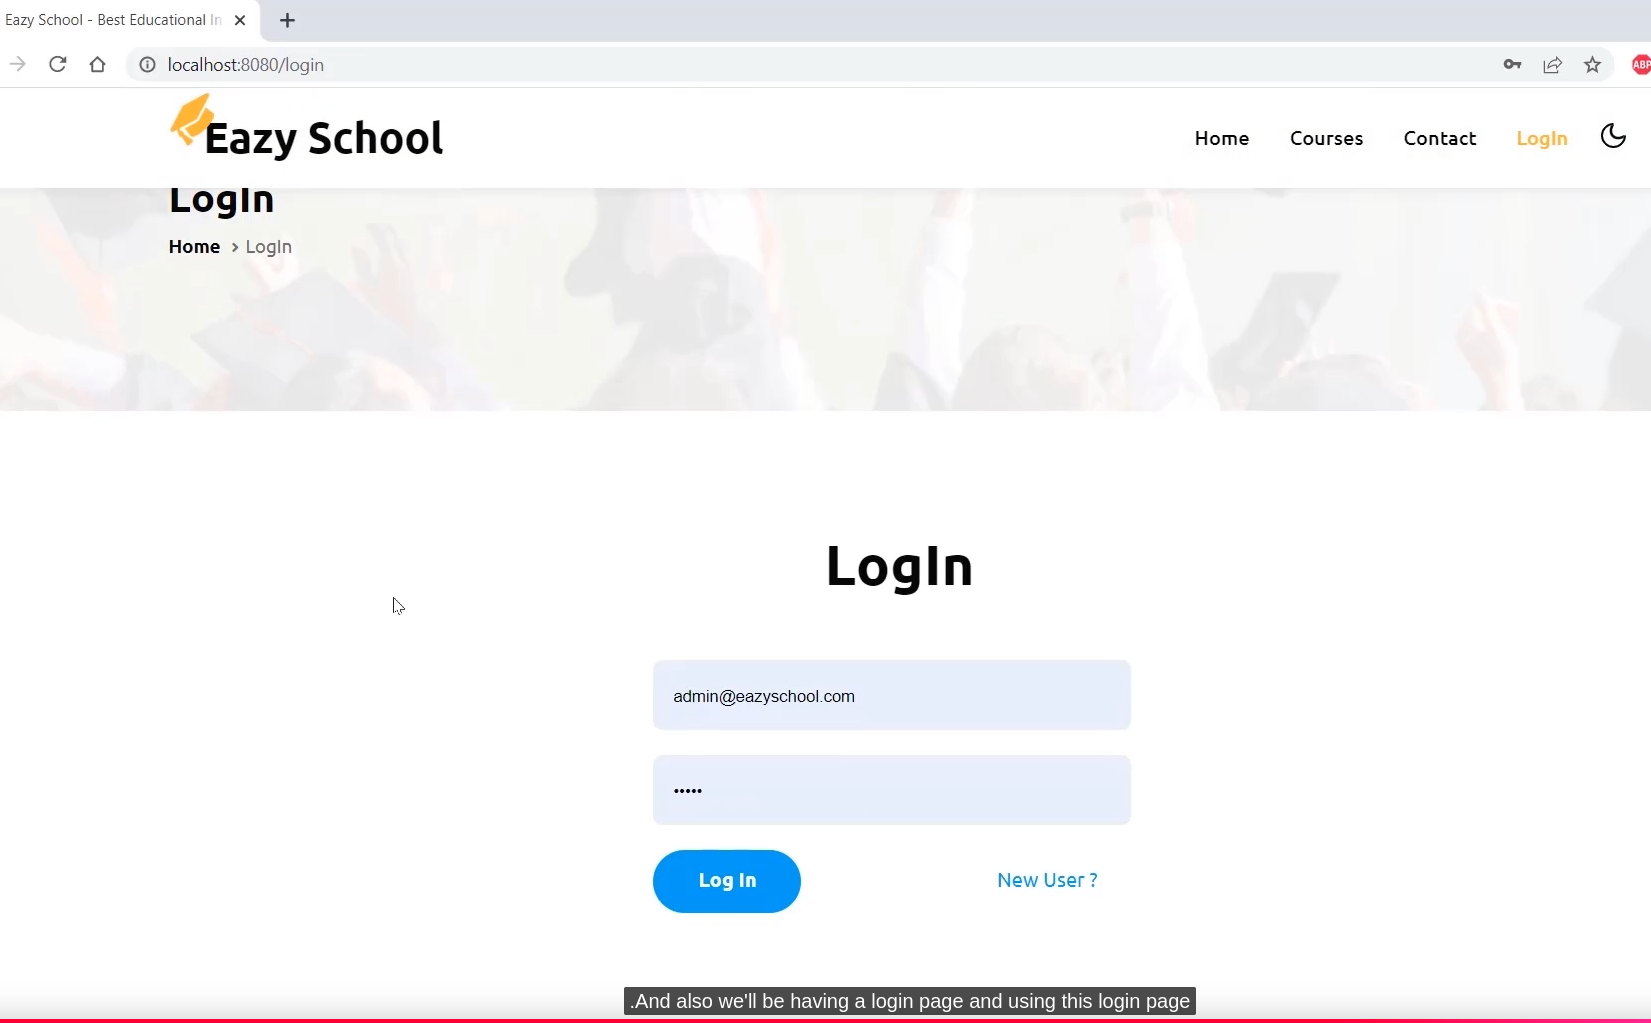 Eazy School - Best Educational In
localhost:8080/login
ABP
Eazy School
Home
Courses
Contact
LogIn
LogIn
Home > LogIn
LogIn
admin@eazyschool.com
•••••
Log In
New User ?
.And also we'll be having a login page and using this login page